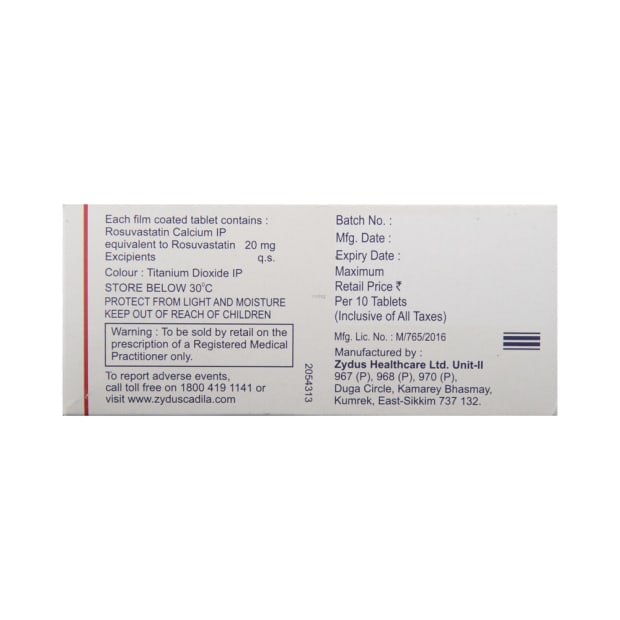 Each film coated tablet contains :
Rosuvastatin Calcium IP
equivalent to Rosuvastatin 20 mg
Excipients q.s.
Colour : Titanium Dioxide IP
STORE BELOW 30°C
PROTECT FROM LIGHT AND MOISTURE
KEEP OUT OF REACH OF CHILDREN
Warning : To be sold by retail on the
prescription of a Registered Medical
Practitioner only.
To report adverse events,
call toll free on 1800 419 1141 or
visit www.zyduscadila.com
2054313
Batch No. :
Mfg. Date :
Expiry Date :
Maximum
Retail Price ₹
Per 10 Tablets
(Inclusive of All Taxes)
Mfg. Lic. No. : M/765/2016
Manufactured by :
Zydus Healthcare Ltd. Unit-II
967 (P), 968 (P), 970 (P),
Duga Circle, Kamarey Bhasmay,
Kumrek, East-Sikkim 737 132.